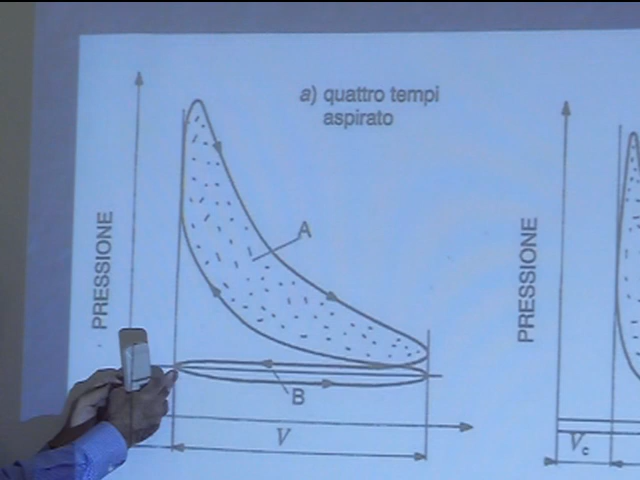 a) quattro tempi
aspirato
PRESSIONE
A
B
V
PRESSIONE
Vc